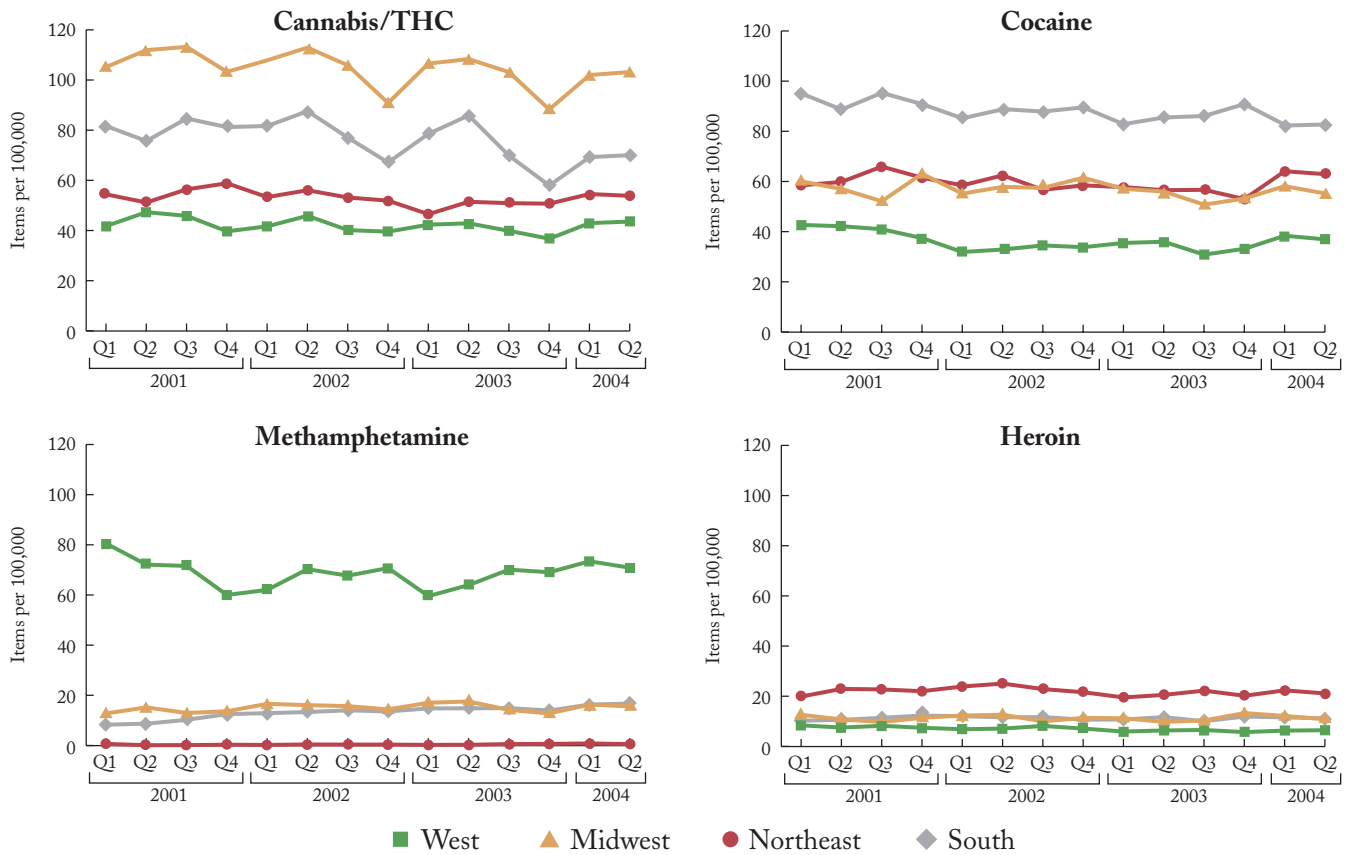 Cannabis/THC
Items per 100,000
120
100
80
60
40
20
0
Q1 Q2 Q3 Q4 Q1 Q2 Q3 Q4 Q1 Q2 Q3 Q4 Q1 Q2
2001 2002 2003 2004
Cocaine
Items per 100,000
120
100
80
60
40
20
0
Q1 Q2 Q3 Q4 Q1 Q2 Q3 Q4 Q1 Q2 Q3 Q4 Q1 Q2
2001 2002 2003 2004
Methamphetamine
Items per 100,000
120
100
80
60
40
20
0
Q1 Q2 Q3 Q4 Q1 Q2 Q3 Q4 Q1 Q2 Q3 Q4 Q1 Q2
2001 2002 2003 2004
Heroin
Items per 100,000
120
100
80
60
40
20
0
Q1 Q2 Q3 Q4 Q1 Q2 Q3 Q4 Q1 Q2 Q3 Q4 Q1 Q2
2001 2002 2003 2004
West Midwest Northeast South